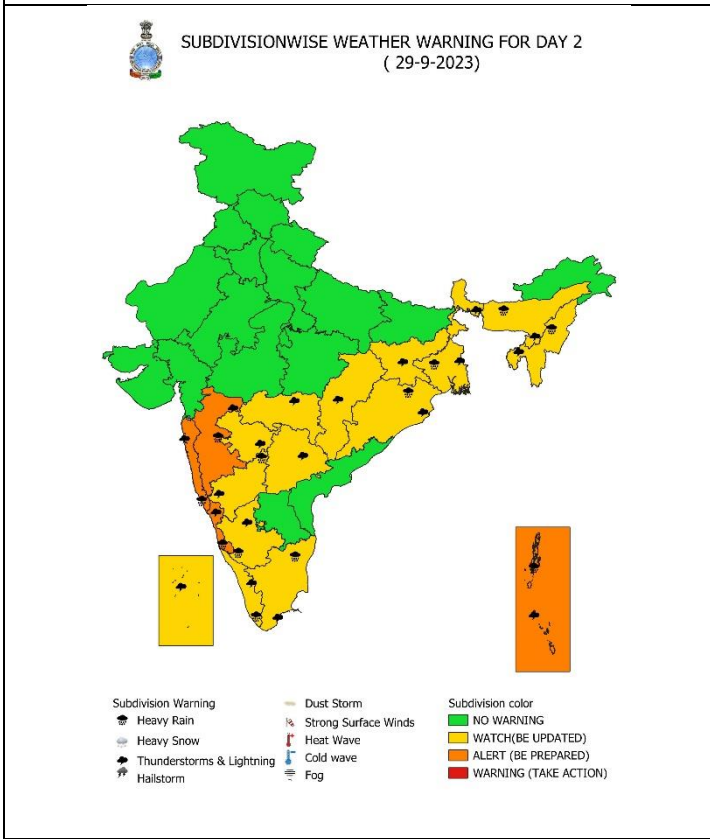 SUBDIVISIONWISE WEATHER WARNING FOR DAY 2
( 29-9-2023)
Subdivision Warning
Heavy Rain
Heavy Snow
Thunderstorms & Lightning
Hailstorm
Dust Storm
Strong Surface Winds
Heat Wave
Cold wave
Fog
Subdivision color
NO WARNING
WATCH(BE UPDATED)
ALERT (BE PREPARED)
WARNING (TAKE ACTION)